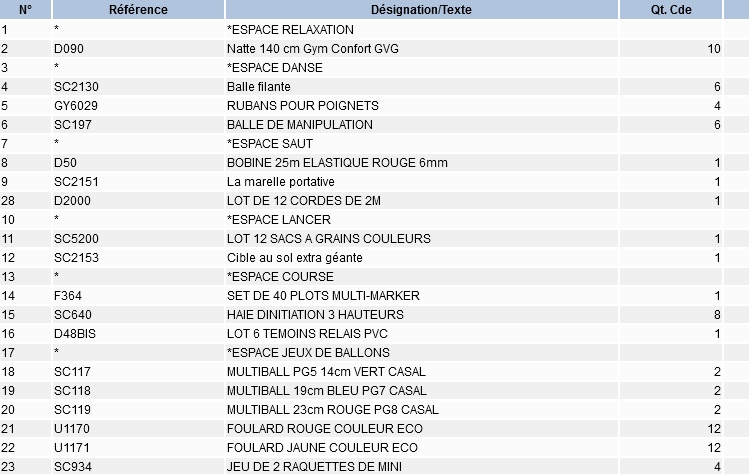 N° Référence Désignation/Texte Qt. Cde
1 * *ESPACE RELAXATION
2 D090 Natte 140 cm Gym Confort GVG 10
3 * *ESPACE DANSE
4 SC2130 Balle filante 6
5 GY6029 RUBANS POUR POIGNETS 4
6 SC197 BALLE DE MANIPULATION 6
7 * *ESPACE SAUT
8 D50 BOBINE 25m ELASTIQUE ROUGE 6mm 1
9 SC2151 La marelle portative 1
28 D2000 LOT DE 12 CORDES DE 2M 1
10 * *ESPACE LANCER
11 SC5200 LOT 12 SACS A GRAINS COULEURS 1
12 SC2153 Cible au sol extra géante 1
13 * *ESPACE COURSE
14 F364 SET DE 40 PLOTS MULTI-MARKER 1
15 SC640 HAIE DINITIATION 3 HAUTEURS 8
16 D48BIS LOT 6 TEMOINS RELAIS PVC 1
17 * *ESPACE JEUX DE BALLONS
18 SC117 MULTIBALL PG5 14cm VERT CASAL 2
19 SC118 MULTIBALL 19cm BLEU PG7 CASAL 2
20 SC119 MULTIBALL 23cm ROUGE PG8 CASAL 2
21 U1170 FOULARD ROUGE COULEUR ECO 12
22 U1171 FOULARD JAUNE COULEUR ECO 12
23 SC934 JEU DE 2 RAQUETTES DE MINI 4